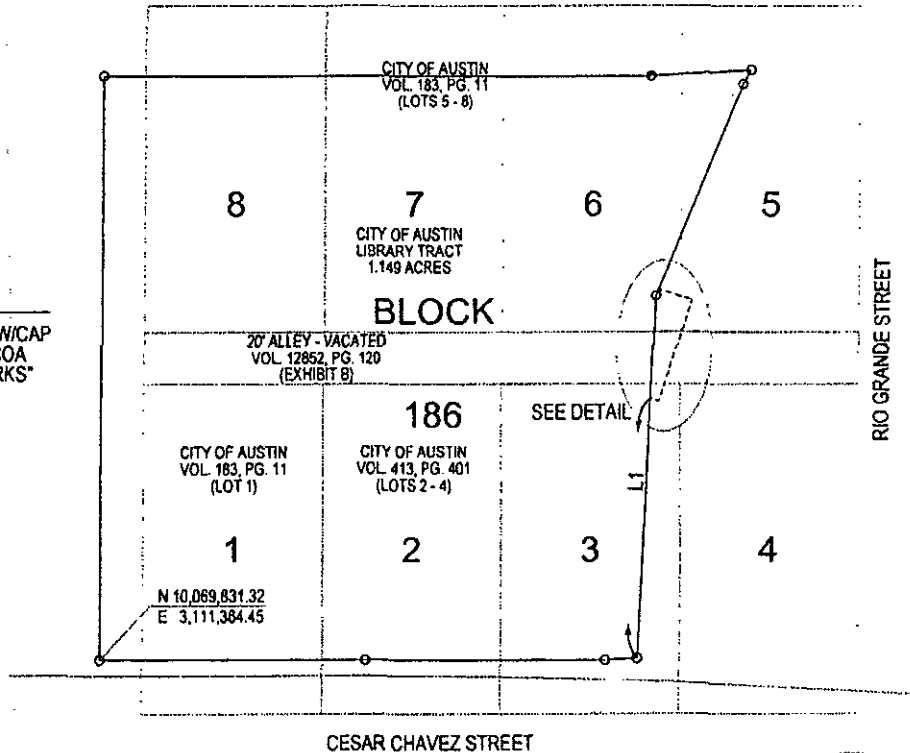 CITY OF AUSTIN
VOL. 183, PG. 11
(LOTS 5 - 8)
8
7
6
5
CITY OF AUSTIN
LIBRARY TRACT
1.149 ACRES
BLOCK
W/CAP
COA
RKS"
20' ALLEY - VACATED
VOL. 12852, PG. 120
(EXHIBIT B)
RIO GRANDE STREET
186
SEE DETAIL
CITY OF AUSTIN
VOL. 183, PG. 11
(LOT 1)
CITY OF AUSTIN
VOL. 413, PG. 401
(LOTS 2 - 4)
L1
1
2
3
4
N 10,069,831.32
E 3,111,384.45
CESAR CHAVEZ STREET